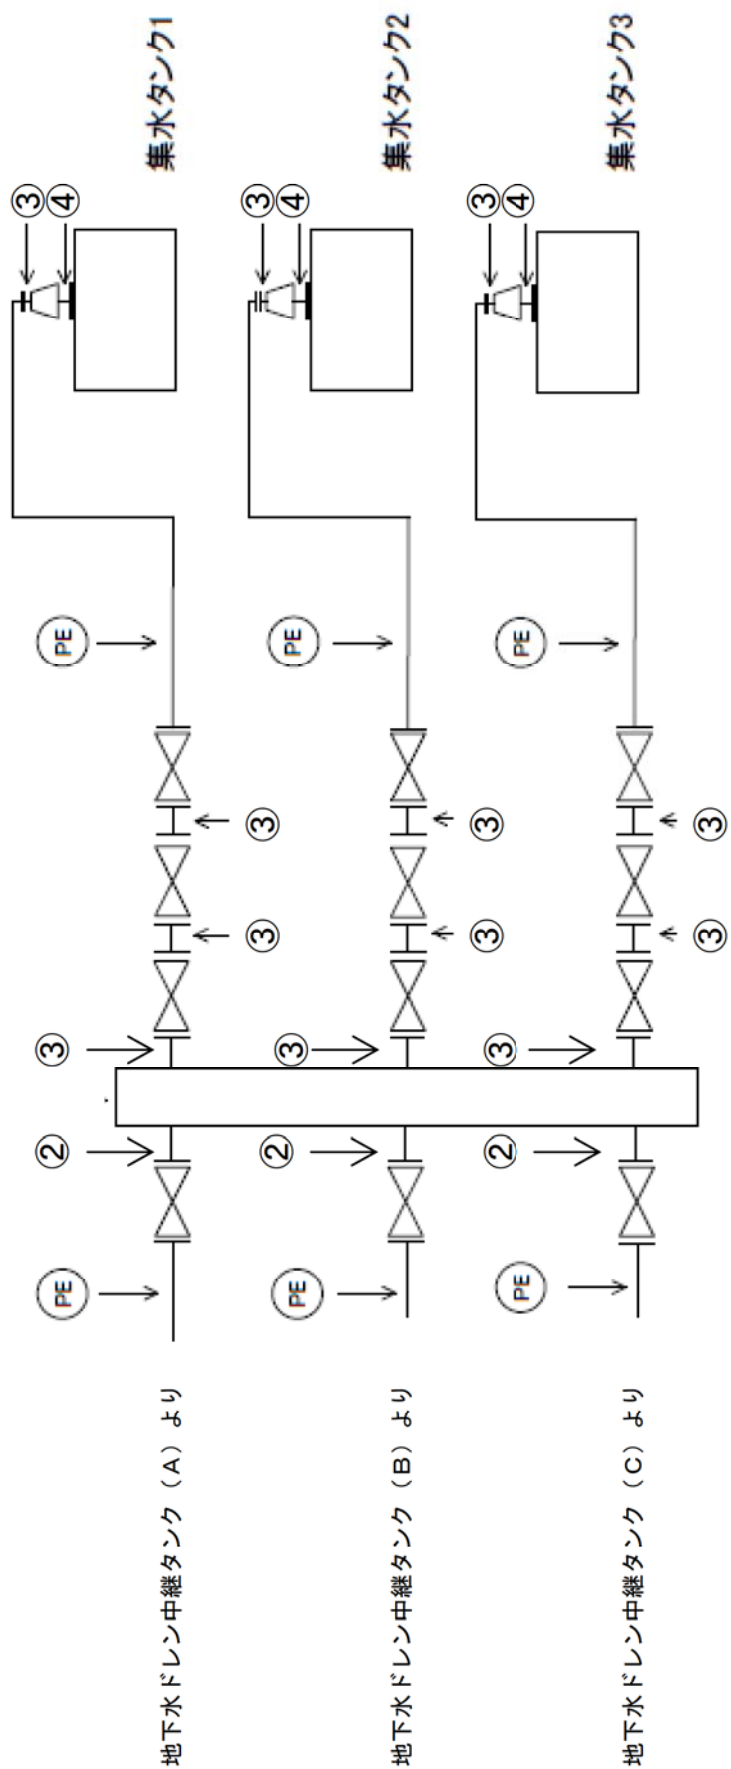 地下水ドレン中継タンク（A）より
PE
②
③
③
③
PE
③
④
集水タンク1
地下水ドレン中継タンク（B）より
PE
②
③
③
③
PE
③
④
集水タンク2
地下水ドレン中継タンク（C）より
PE
②
③
③
③
PE
③
④
集水タンク3